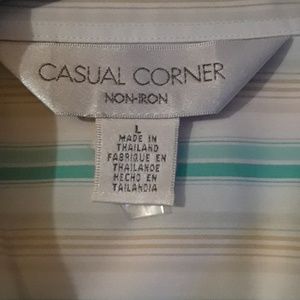 CASUAL CORNER
NON-IRON
L
MADE IN
THAILAND
FABRIQUE EN
THAILANDE
HECHO EN
TAILANDIA